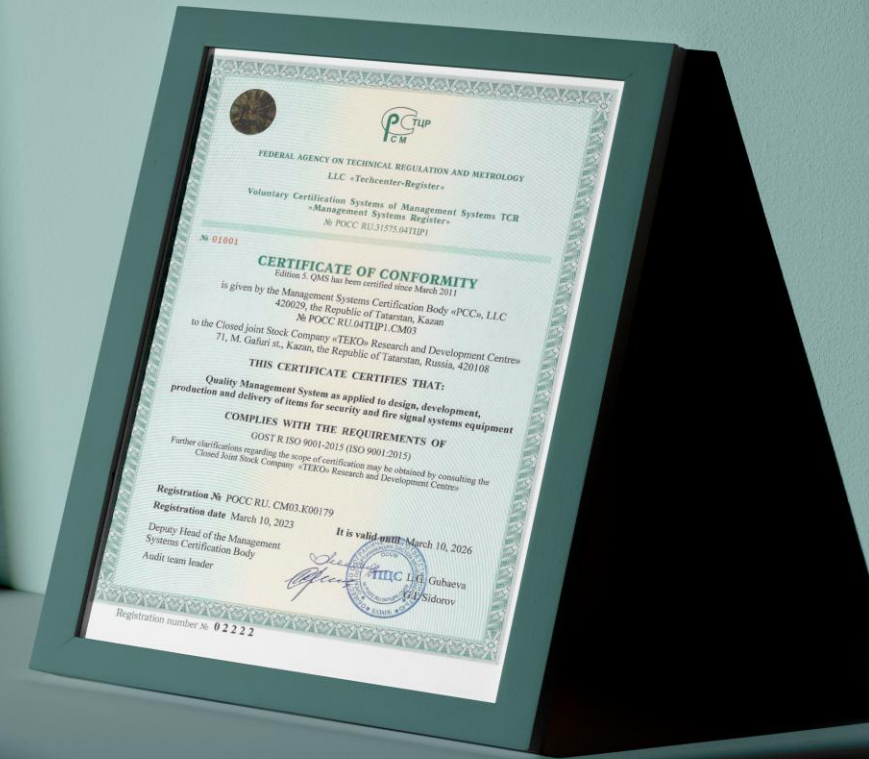 РС ТЦР
СМ
FEDERAL AGENCY ON TECHNICAL REGULATION AND METROLOGY
LLC «Techcenter-Register»
Voluntary Certification Systems of Management Systems TCR
«Management Systems Register»
№ РОСС RU.31575.04ТЦР1
№ 01001
CERTIFICATE OF CONFORMITY
Edition 5. QMS has been certified since March 2011
is given by the Management Systems Certification Body «PCC», LLC
420029, the Republic of Tatarstan, Kazan
№ РОСС RU.04ТЦР1.СМ03
to the Closed joint Stock Company «TEKO» Research and Development Centre»
71, M. Gafuri st., Kazan, the Republic of Tatarstan, Russia, 420108
THIS CERTIFICATE CERTIFIES THAT:
Quality Management System as applied to design, development,
production and delivery of items for security and fire signal systems equipment
COMPLIES WITH THE REQUIREMENTS OF
GOST R ISO 9001-2015 (ISO 9001:2015)
Further clarifications regarding the scope of certification may be obtained by consulting the
Closed Joint Stock Company «TEKO» Research and Development Centre»
Registration № РОСС RU. СМ03.К00179
Registration date March 10, 2023
It is valid until March 10, 2026
Deputy Head of the Management
Systems Certification Body
L.G. Gubaeva
Audit team leader
G.I. Sidorov
Registration number № 02222